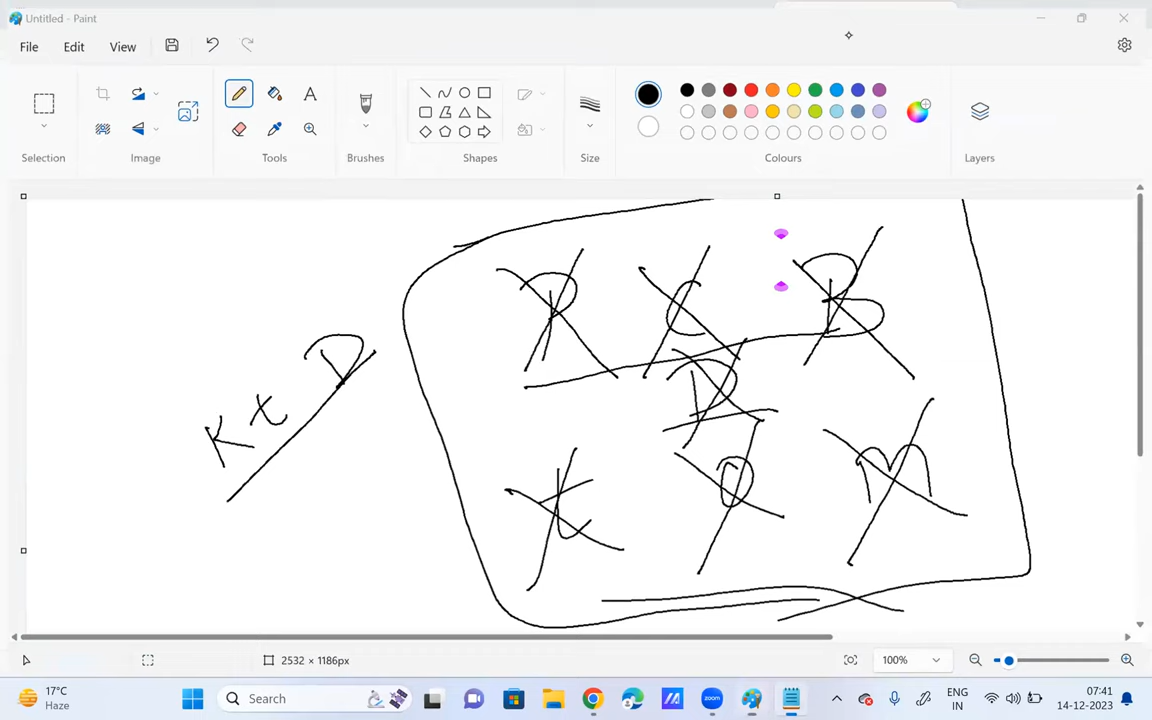 Untitled - Paint
File Edit View
Selection Image Tools Brushes Shapes Size Colours Layers
A
P C B
K t D
R
t o m
2532 × 1186px 100%
17°C
Haze
Search
zoom
ENG
IN
07:41
14-12-2023